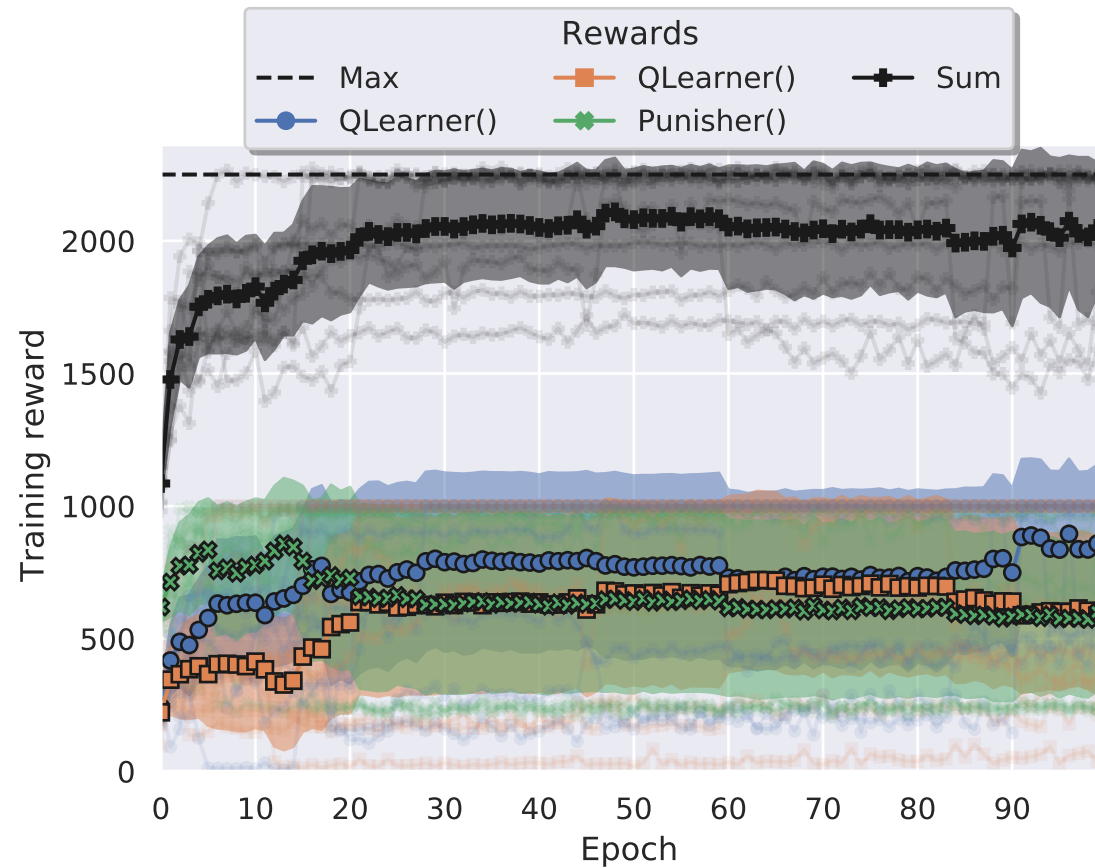 Rewards
Max QLearner() Sum
QLearner() Punisher()
2000
1500
1000
500
0
Training reward
0 10 20 30 40 50 60 70 80 90
Epoch